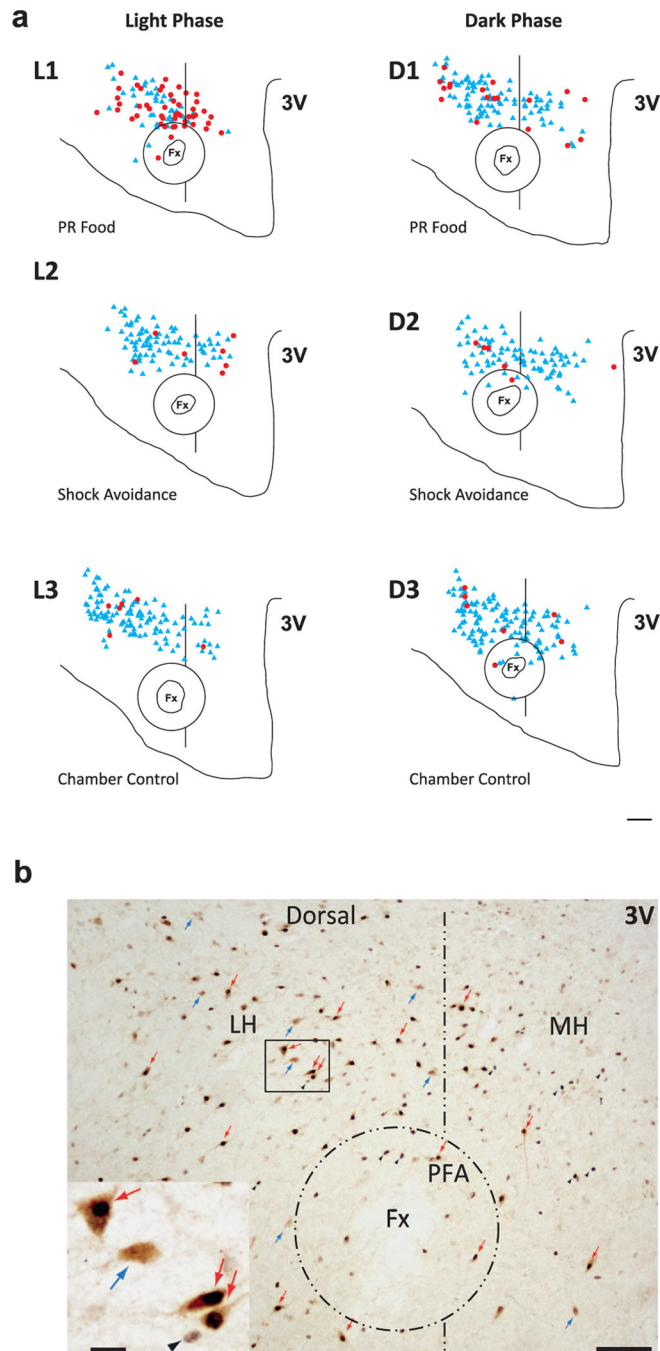 a
Light Phase
Dark Phase
L1
3V
D1
3V
Fx
Fx
PR Food
PR Food
L2
3V
D2
3V
Fx
Fx
Shock Avoidance
Shock Avoidance
L3
3V
D3
3V
Fx
Fx
Chamber Control
Chamber Control
b
Dorsal
3V
LH
MH
PFA
Fx